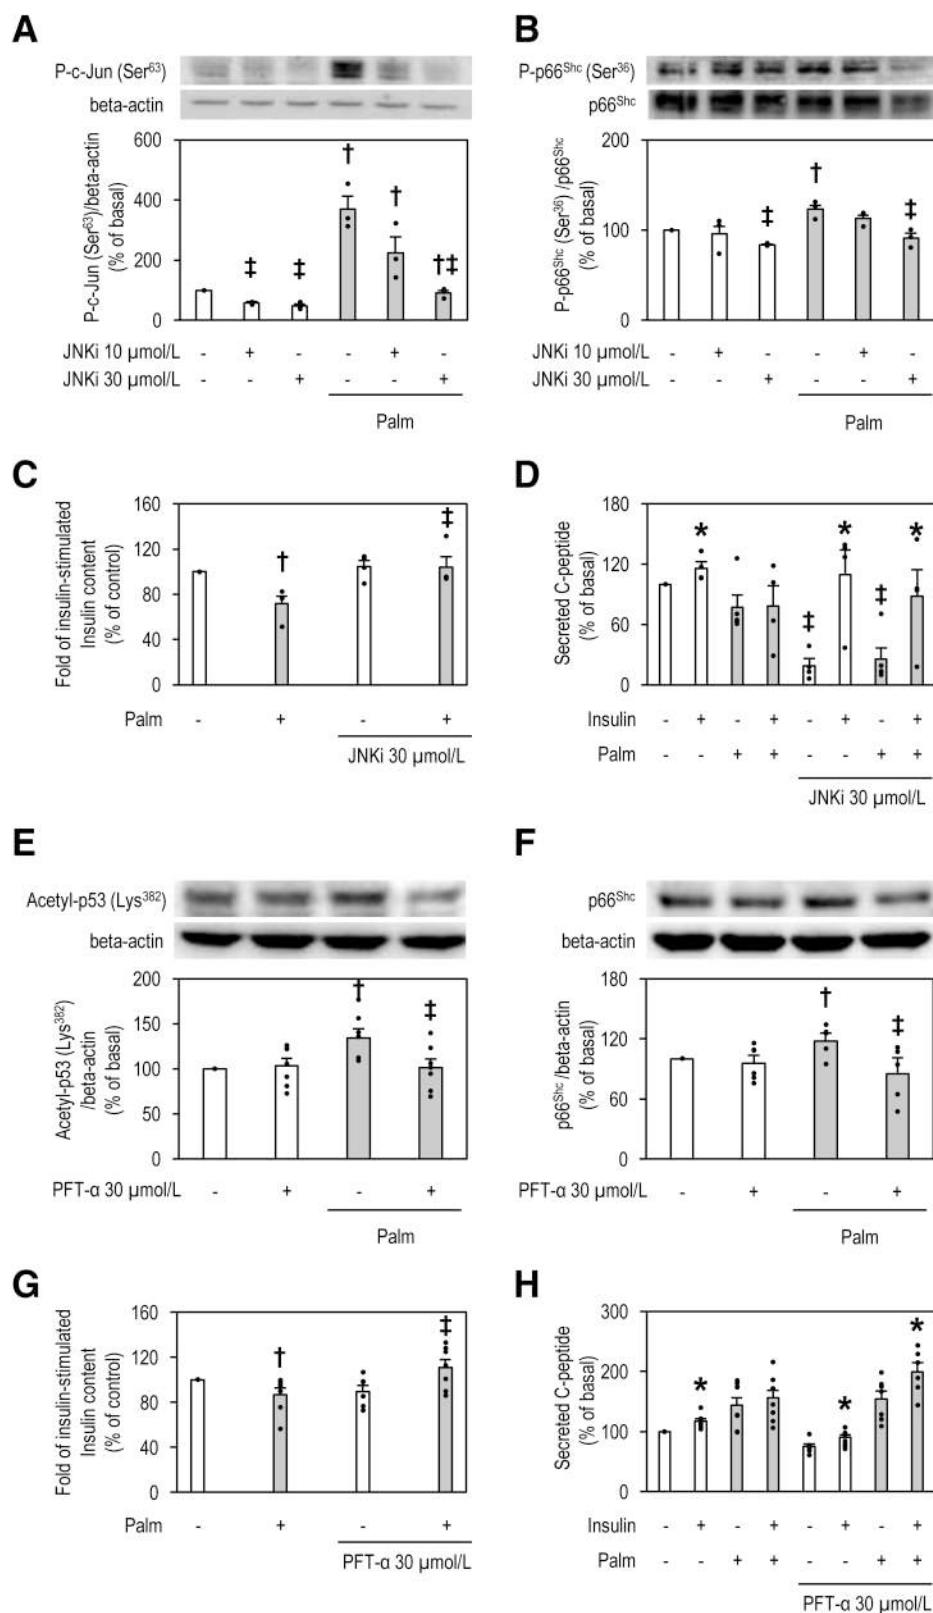 A
P-c-Jun (Ser⁶³)
beta-actin
P-c-Jun (Ser⁶³)/beta-actin
(% of basal)
600
400
200
0
†
†
‡
‡
†‡
JNKi 10 µmol/L - + - - + -
JNKi 30 µmol/L - - + - - +
Palm
B
P-p66ˢʰᶜ (Ser³⁶)
p66ˢʰᶜ
P-p66ˢʰᶜ (Ser³⁶) /p66ˢʰᶜ
(% of basal)
200
100
0
†
‡
‡
JNKi 10 µmol/L - + - - + -
JNKi 30 µmol/L - - + - - +
Palm
C
Fold of insulin-stimulated
Insulin content
(% of control)
160
120
80
40
0
†
‡
Palm - + - +
JNKi 30 µmol/L
D
Secreted C-peptide
(% of basal)
180
120
60
0
* * *
‡ ‡
Insulin - + - + - + - +
Palm - - + + - - + +
JNKi 30 µmol/L
E
Acetyl-p53 (Lys³⁸²)
beta-actin
Acetyl-p53 (Lys³⁸²)
/beta-actin
(% of basal)
200
150
100
50
0
†
‡
PFT-α 30 µmol/L - + - +
Palm
F
p66ˢʰᶜ
beta-actin
p66ˢʰᶜ/beta-actin
(% of basal)
180
120
60
0
†
‡
PFT-α 30 µmol/L - + - +
Palm
G
Fold of insulin-stimulated
Insulin content
(% of control)
160
120
80
40
0
†
‡
Palm - + - +
PFT-α 30 µmol/L
H
Secreted C-peptide
(% of basal)
300
200
100
0
* * *
Insulin - + - + - + - +
Palm - - + + - - + +
PFT-α 30 µmol/L